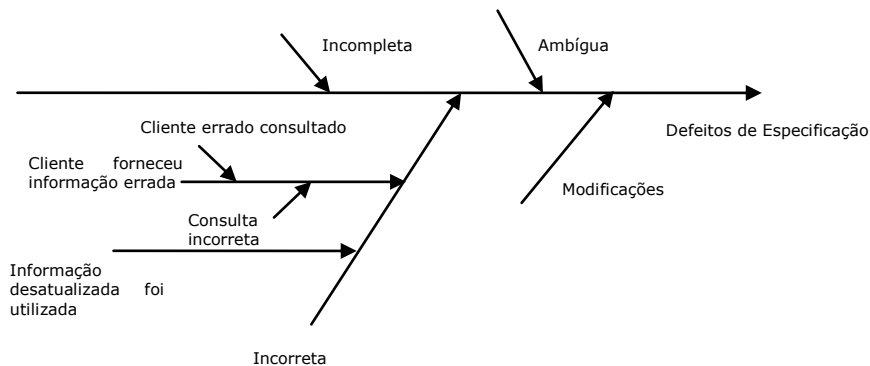 Incompleta
Ambígua
Cliente errado consultado
Defeitos de Especificação
Cliente forneceu
informação errada
Modificações
Consulta
incorreta
Informação
desatualizada foi
utilizada
Incorreta